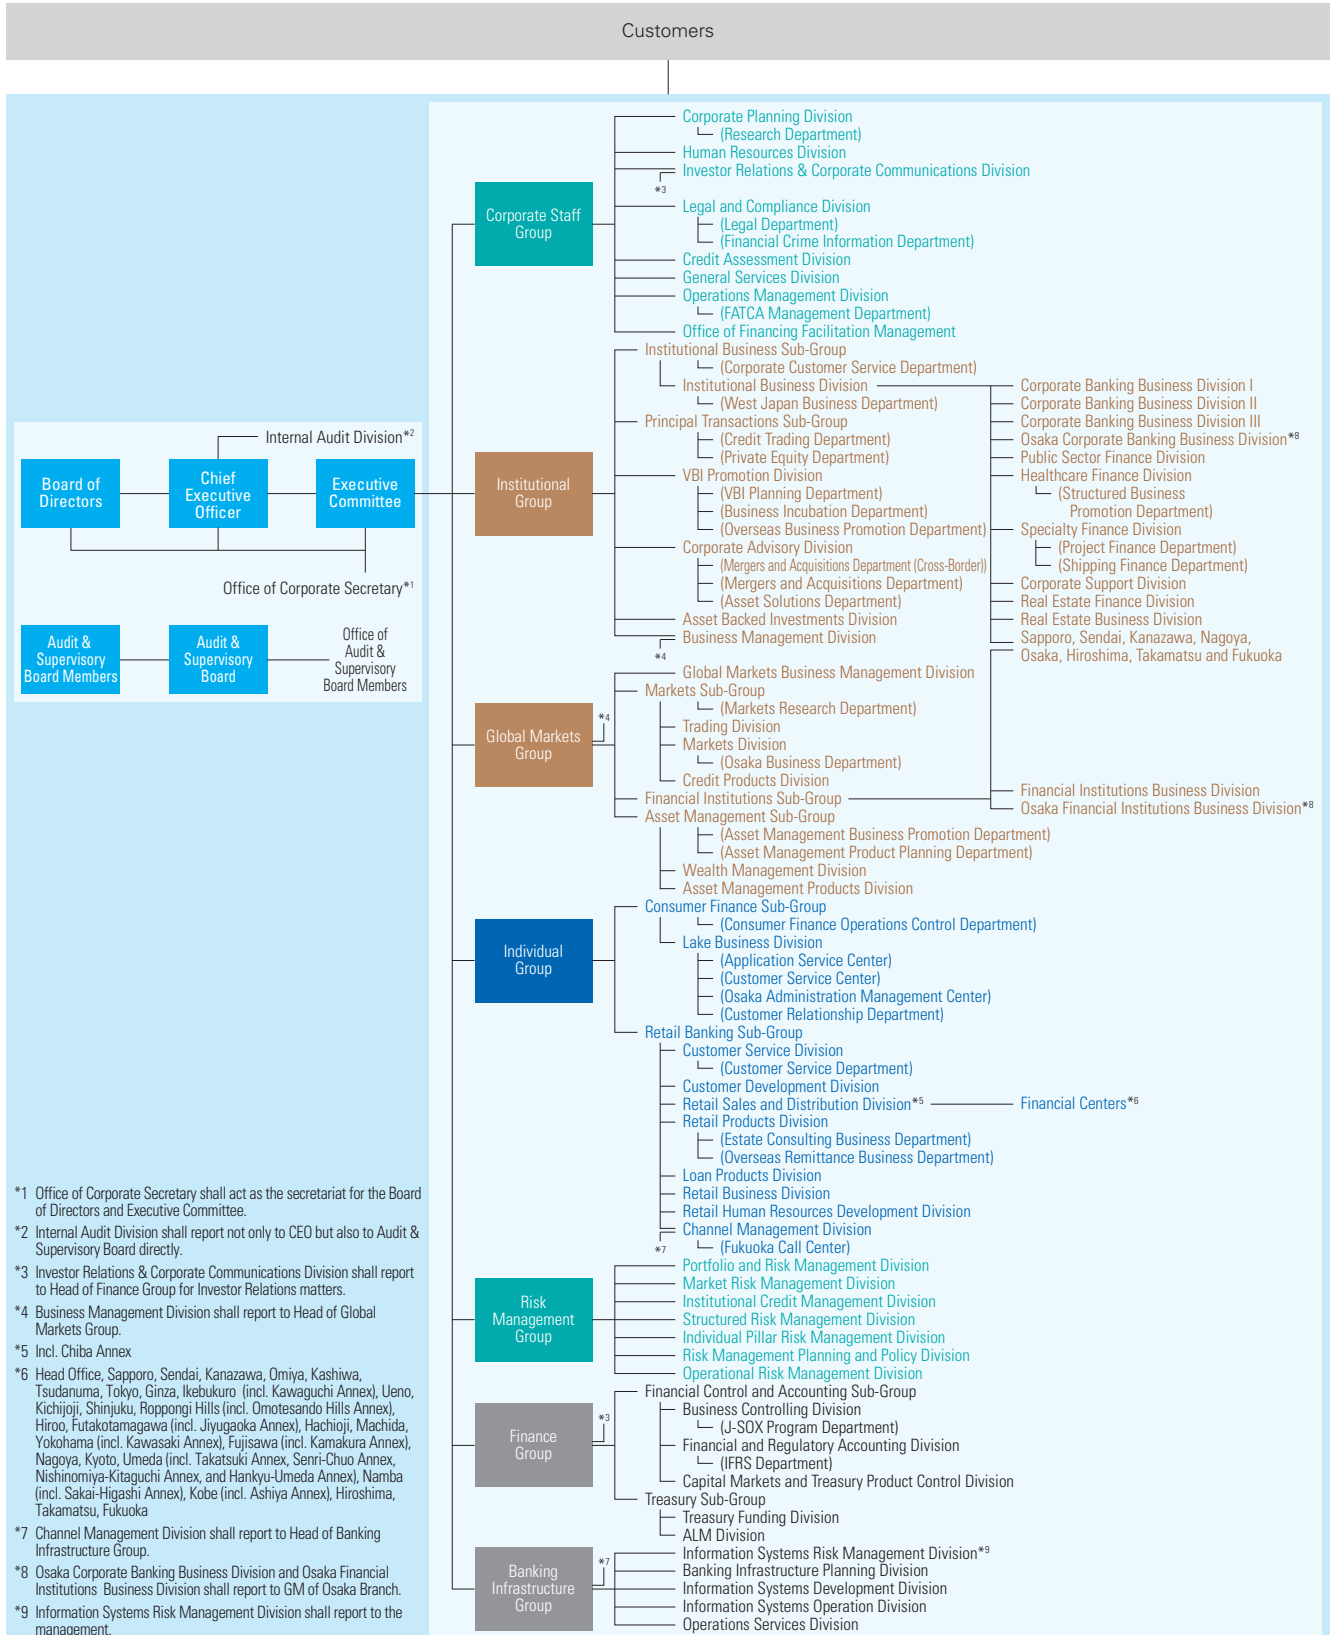 Customers
Corporate Planning Division
(Research Department)
Human Resources Division
Investor Relations & Corporate Communications Division
*3
Corporate Staff
Group
Legal and Compliance Division
(Legal Department)
(Financial Crime Information Department)
Credit Assessment Division
General Services Division
Operations Management Division
(FATCA Management Department)
Office of Financing Facilitation Management
Internal Audit Division*2
Board of
Directors
Chief
Executive
Officer
Executive
Committee
Office of Corporate Secretary*1
Audit &
Supervisory
Board Members
Audit &
Supervisory
Board
Office of
Audit &
Supervisory
Board Members
Institutional
Group
Institutional Business Sub-Group
(Corporate Customer Service Department)
Institutional Business Division
(West Japan Business Department)
Principal Transactions Sub-Group
(Credit Trading Department)
(Private Equity Department)
VBI Promotion Division
(VBI Planning Department)
(Business Incubation Department)
(Overseas Business Promotion Department)
Corporate Advisory Division
(Mergers and Acquisitions Department (Cross-Border))
(Mergers and Acquisitions Department)
(Asset Solutions Department)
Asset Backed Investments Division
Business Management Division
*4
Corporate Banking Business Division I
Corporate Banking Business Division II
Corporate Banking Business Division III
Osaka Corporate Banking Business Division*8
Public Sector Finance Division
Healthcare Finance Division
(Structured Business
Promotion Department)
Specialty Finance Division
(Project Finance Department)
(Shipping Finance Department)
Corporate Support Division
Real Estate Finance Division
Real Estate Business Division
Sapporo, Sendai, Kanazawa, Nagoya,
Osaka, Hiroshima, Takamatsu and Fukuoka
Global Markets
Group
*4
Global Markets Business Management Division
Markets Sub-Group
(Markets Research Department)
Trading Division
Markets Division
(Osaka Business Department)
Credit Products Division
Financial Institutions Sub-Group
Asset Management Sub-Group
(Asset Management Business Promotion Department)
(Asset Management Product Planning Department)
Wealth Management Division
Asset Management Products Division
Financial Institutions Business Division
Osaka Financial Institutions Business Division*8
Individual
Group
Consumer Finance Sub-Group
(Consumer Finance Operations Control Department)
Lake Business Division
(Application Service Center)
(Customer Service Center)
(Osaka Administration Management Center)
(Customer Relationship Department)
Retail Banking Sub-Group
Customer Service Division
(Customer Service Department)
Customer Development Division
Retail Sales and Distribution Division*5
Financial Centers*6
Retail Products Division
(Estate Consulting Business Department)
(Overseas Remittance Business Department)
Loan Products Division
Retail Business Division
Retail Human Resources Development Division
Channel Management Division
*7
(Fukuoka Call Center)
Risk
Management
Group
Portfolio and Risk Management Division
Market Risk Management Division
Institutional Credit Management Division
Structured Risk Management Division
Individual Pillar Risk Management Division
Risk Management Planning and Policy Division
Operational Risk Management Division
Finance
Group
*3
Financial Control and Accounting Sub-Group
Business Controlling Division
(J-SOX Program Department)
Financial and Regulatory Accounting Division
(IFRS Department)
Capital Markets and Treasury Product Control Division
Treasury Sub-Group
Treasury Funding Division
ALM Division
Banking
Infrastructure
Group
*7
Information Systems Risk Management Division*9
Banking Infrastructure Planning Division
Information Systems Development Division
Information Systems Operation Division
Operations Services Division
*1 Office of Corporate Secretary shall act as the secretariat for the Board
of Directors and Executive Committee.
*2 Internal Audit Division shall report not only to CEO but also to Audit &
Supervisory Board directly.
*3 Investor Relations & Corporate Communications Division shall report
to Head of Finance Group for Investor Relations matters.
*4 Business Management Division shall report to Head of Global
Markets Group.
*5 Incl. Chiba Annex
*6 Head Office, Sapporo, Sendai, Kanazawa, Omiya, Kashiwa,
Tsudanuma, Tokyo, Ginza, Ikebukuro (incl. Kawaguchi Annex), Ueno,
Kichijoji, Shinjuku, Roppongi Hills (incl. Omotesando Hills Annex),
Hiroo, Futakotamagawa (incl. Jiyugaoka Annex), Hachioji, Machida,
Yokohama (incl. Kawasaki Annex), Fujisawa (incl. Kamakura Annex),
Nagoya, Kyoto, Umeda (incl. Takatsuki Annex, Senri-Chuo Annex,
Nishinomiya-Kitaguchi Annex, and Hankyu-Umeda Annex), Namba
(incl. Sakai-Higashi Annex), Kobe (incl. Ashiya Annex), Hiroshima,
Takamatsu, Fukuoka
*7 Channel Management Division shall report to Head of Banking
Infrastructure Group.
*8 Osaka Corporate Banking Business Division and Osaka Financial
Institutions Business Division shall report to GM of Osaka Branch.
*9 Information Systems Risk Management Division shall report to the
management.